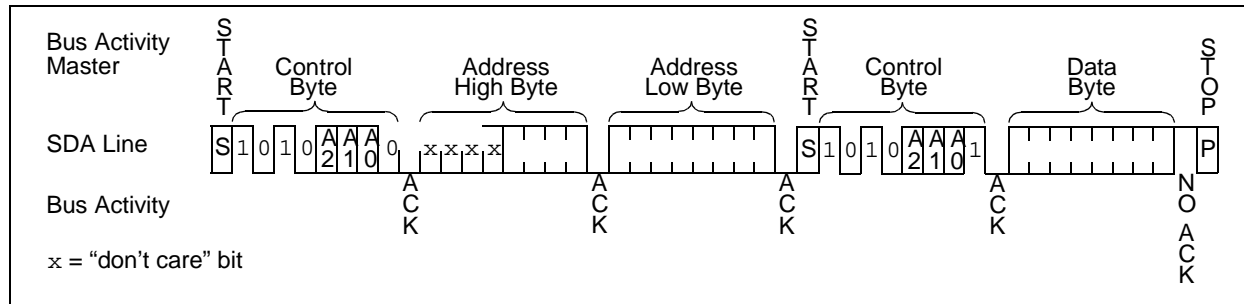 Bus Activity
Master
START
Control
Byte
Address
High Byte
Address
Low Byte
START
Control
Byte
Data
Byte
STOP
SDA Line
S 1 0 1 0 A2 A1 A0 0 x x x x S 1 0 1 0 A2 A1 A0 1 P
Bus Activity
ACK
ACK
ACK
ACK
NO ACK
x = “don’t care” bit